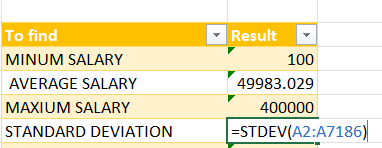 To find Result
MINUM SALARY 100
AVERAGE SALARY 49983.029
MAXIUM SALARY 400000
STANDARD DEVIATION =STDEV(A2:A7186)